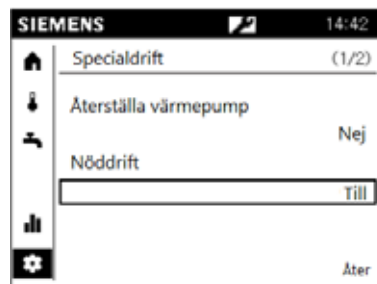 SIEMENS 14:42
Specialdrift (1/2)
Återställa värmepump
Nej
Nöddrift
Till
Åter